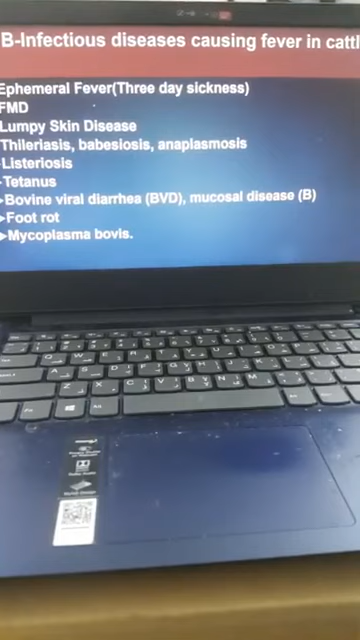 B-Infectious diseases causing fever in cattl
Ephemeral Fever(Three day sickness)
FMD
Lumpy Skin Disease
Thileriasis, babesiosis, anaplasmosis
Listeriosis
Tetanus
Bovine viral diarrhea (BVD), mucosal disease (B)
Foot rot
Mycoplasma bovis.